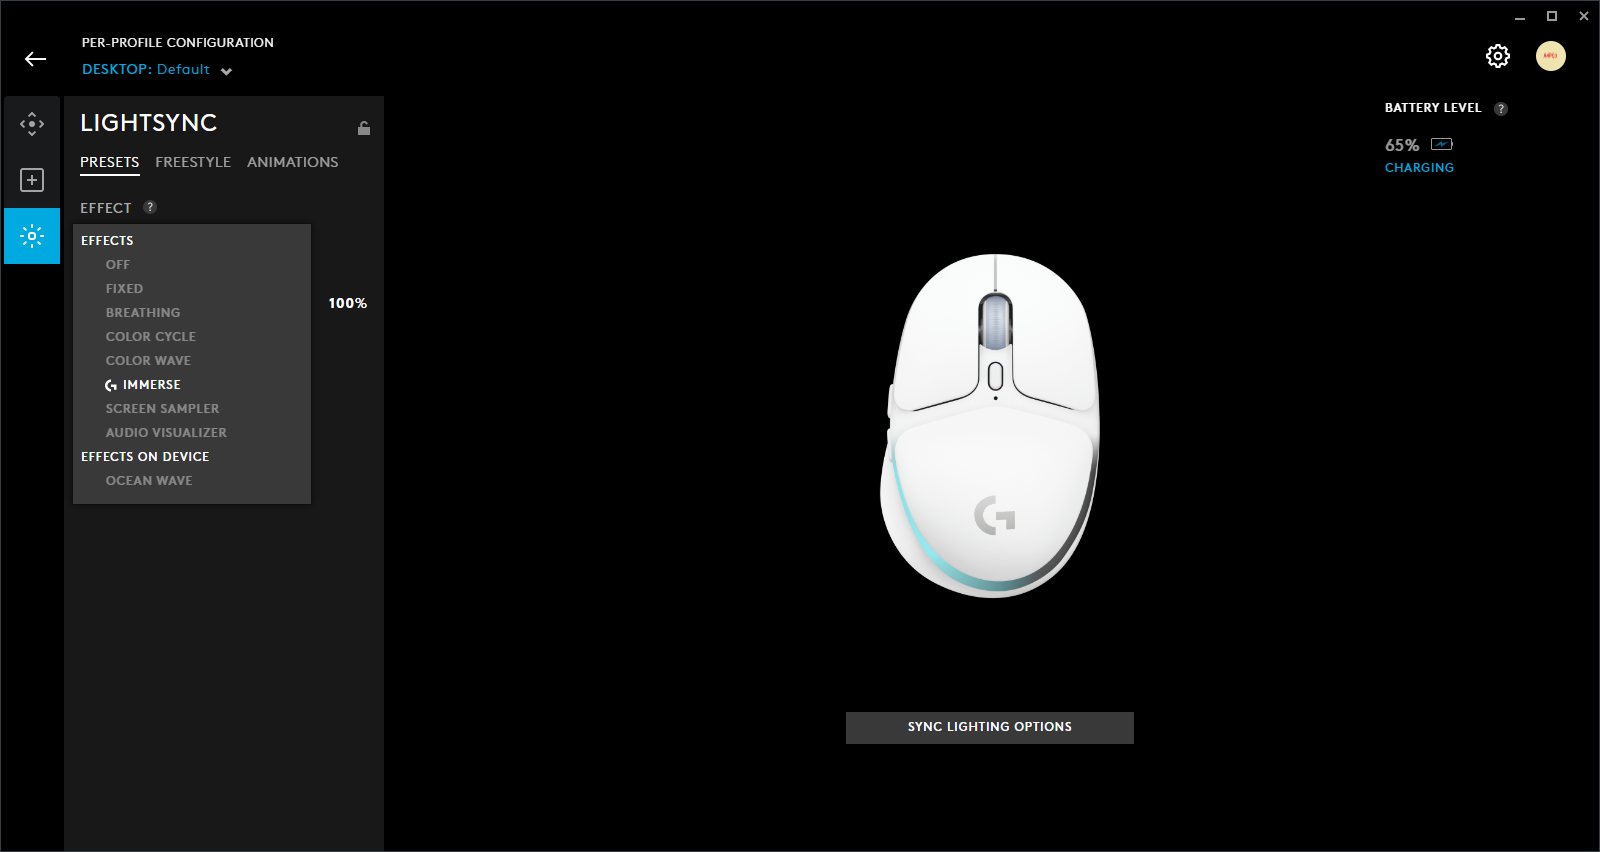 PER-PROFILE CONFIGURATION
DESKTOP: Default
LIGHTSYNC
PRESETS FREESTYLE ANIMATIONS
EFFECT ?
EFFECTS
OFF
FIXED
BREATHING
COLOR CYCLE
COLOR WAVE
IMMERSE
SCREEN SAMPLER
AUDIO VISUALIZER
EFFECTS ON DEVICE
OCEAN WAVE
100%
BATTERY LEVEL ?
65%
CHARGING
SYNC LIGHTING OPTIONS